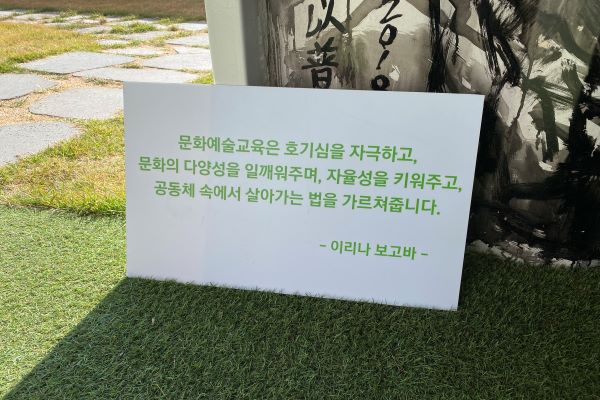 문화예술교육은 호기심을 자극하고,
문화의 다양성을 일깨워주며, 자율성을 키워주고,
공동체 속에서 살아가는 법을 가르쳐줍니다.
- 이리나 보고바 -
以普